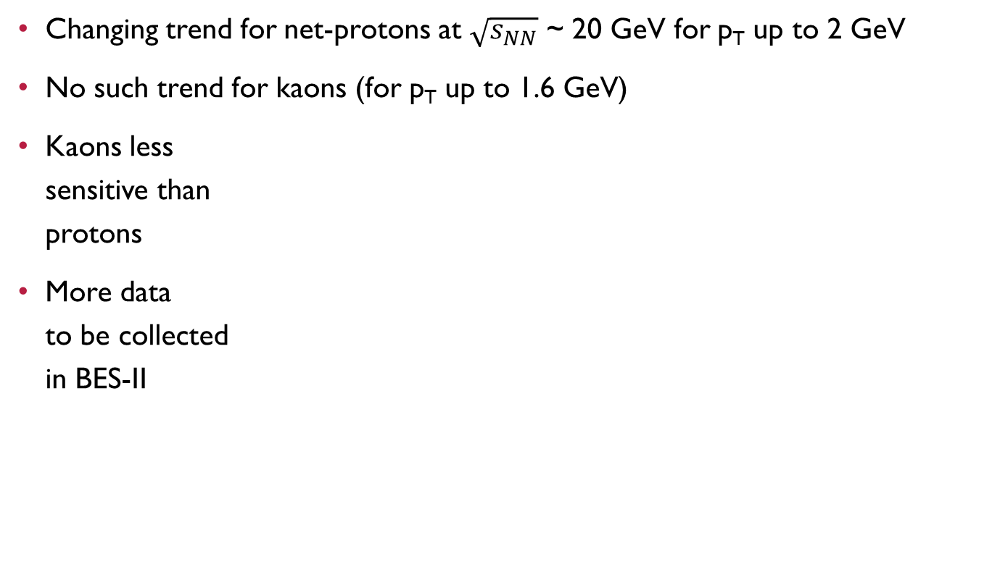 • Changing trend for net-protons at √s_NN ~ 20 GeV for p_T up to 2 GeV
• No such trend for kaons (for p_T up to 1.6 GeV)
• Kaons less
sensitive than
protons
• More data
to be collected
in BES-II